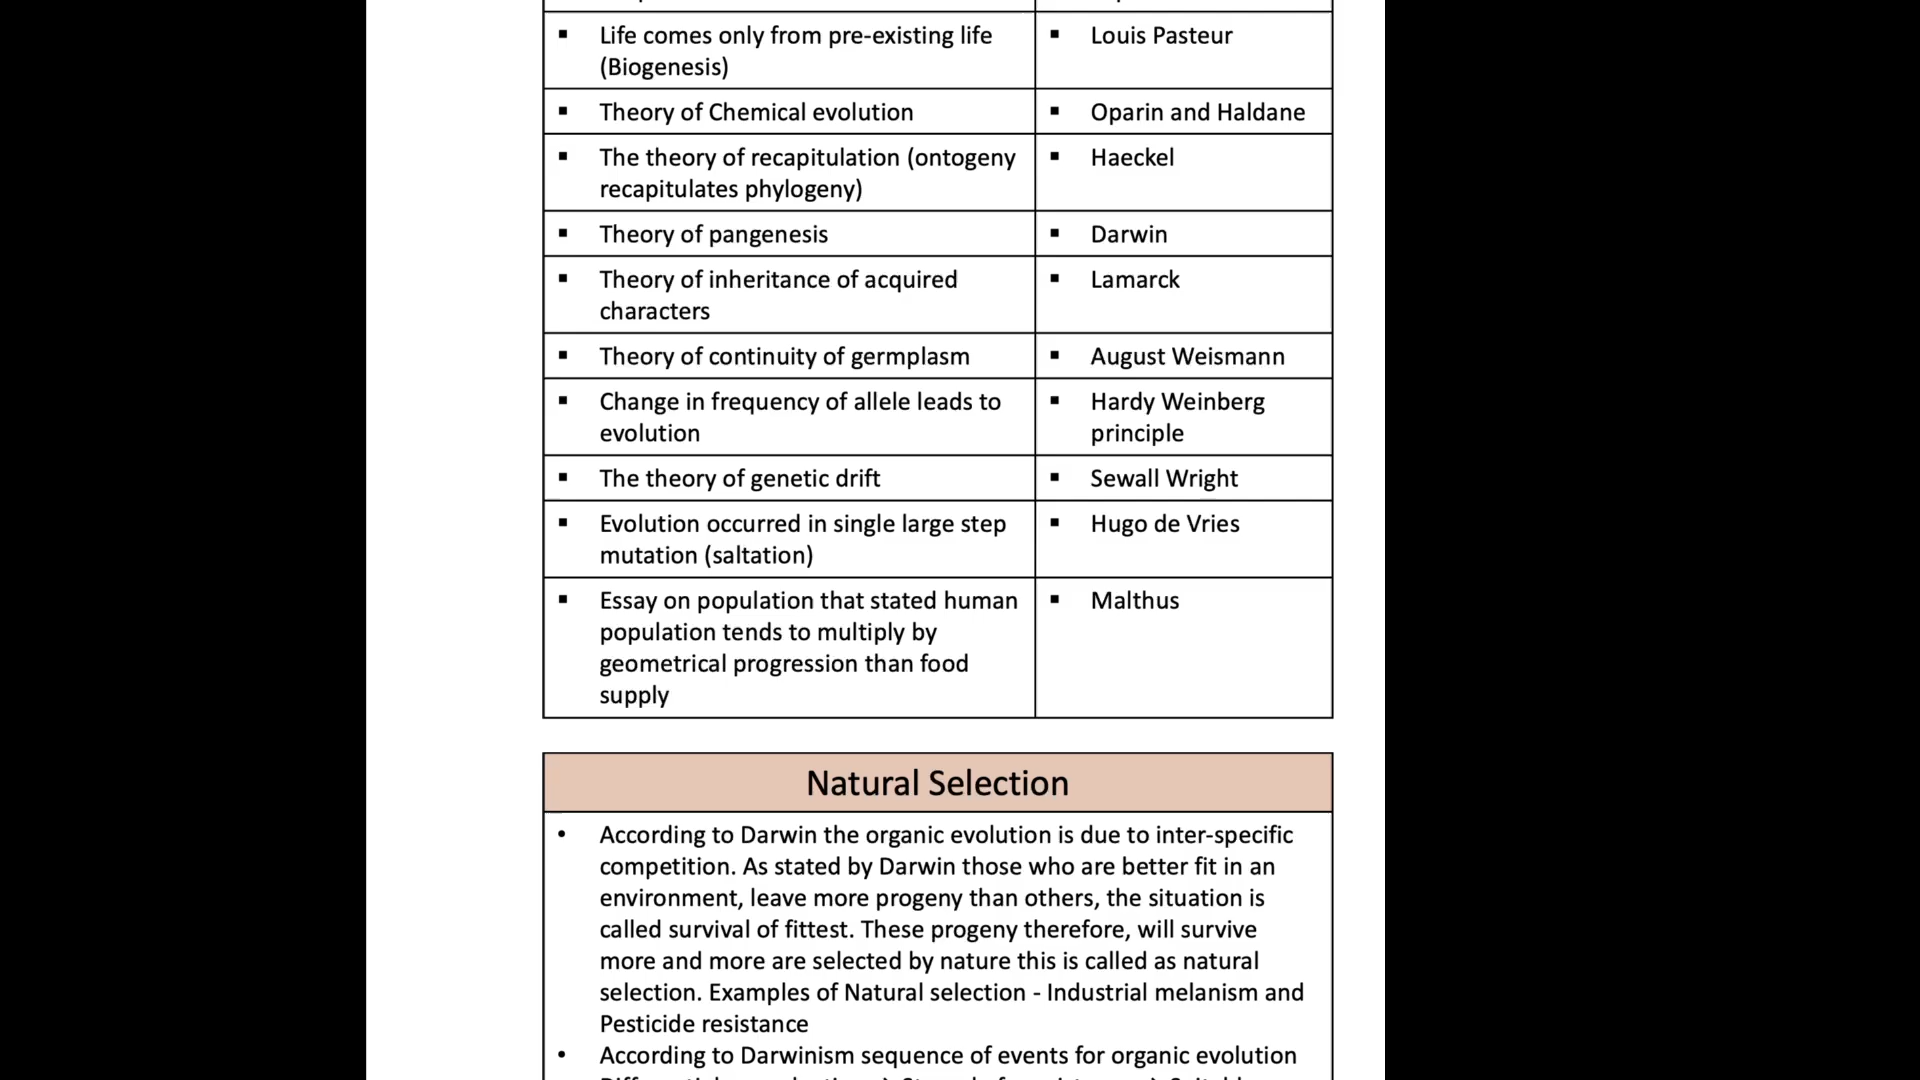 Life comes only from pre-existing life
(Biogenesis)
Louis Pasteur
Theory of Chemical evolution
Oparin and Haldane
The theory of recapitulation (ontogeny
recapitulates phylogeny)
Haeckel
Theory of pangenesis
Darwin
Theory of inheritance of acquired
characters
Lamarck
Theory of continuity of germplasm
August Weismann
Change in frequency of allele leads to
evolution
Hardy Weinberg
principle
The theory of genetic drift
Sewall Wright
Evolution occurred in single large step
mutation (saltation)
Hugo de Vries
Essay on population that stated human
population tends to multiply by
geometrical progression than food
supply
Malthus
Natural Selection
According to Darwin the organic evolution is due to inter-specific
competition. As stated by Darwin those who are better fit in an
environment, leave more progeny than others, the situation is
called survival of fittest. These progeny therefore, will survive
more and more are selected by nature this is called as natural
selection. Examples of Natural selection - Industrial melanism and
Pesticide resistance
According to Darwinism sequence of events for organic evolution